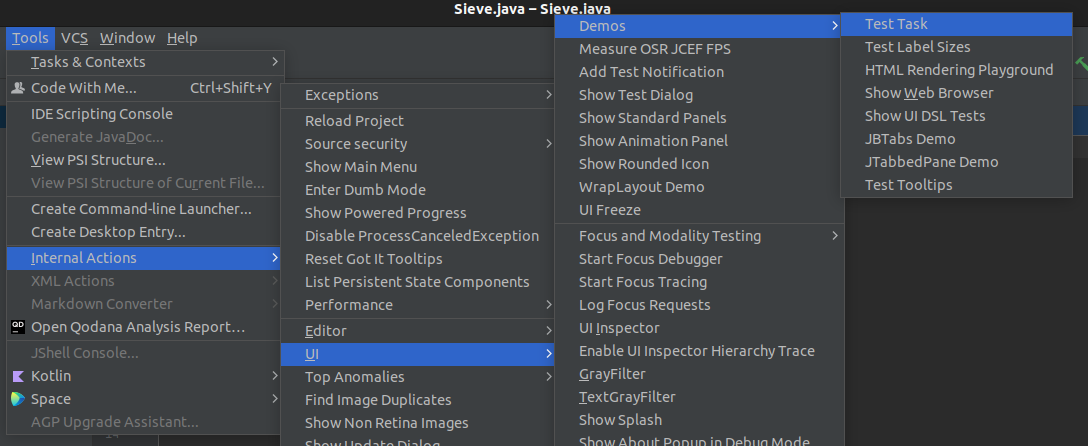 Sieve.java – Sieve.java
Tools VCS Window Help
Tasks & Contexts
Code With Me... Ctrl+Shift+Y
IDE Scripting Console
Generate JavaDoc...
View PSI Structure...
View PSI Structure of Current File...
Create Command-line Launcher...
Create Desktop Entry...
Internal Actions
XML Actions
Markdown Converter
QD Open Qodana Analysis Report...
JShell Console...
Kotlin
Space
AGP Upgrade Assistant...
14
Exceptions
Reload Project
Source security
Show Main Menu
Enter Dumb Mode
Show Powered Progress
Disable ProcessCanceledException
Reset Got It Tooltips
List Persistent State Components
Performance
Editor
UI
Top Anomalies
Find Image Duplicates
Show Non Retina Images
Show Update Dialog
Demos
Measure OSR JCEF FPS
Add Test Notification
Show Test Dialog
Show Standard Panels
Show Animation Panel
Show Rounded Icon
WrapLayout Demo
UI Freeze
Focus and Modality Testing
Start Focus Debugger
Start Focus Tracing
Log Focus Requests
UI Inspector
Enable UI Inspector Hierarchy Trace
GrayFilter
TextGrayFilter
Show Splash
Show About Popup in Debug Mode
Test Task
Test Label Sizes
HTML Rendering Playground
Show Web Browser
Show UI DSL Tests
JBTabs Demo
JTabbedPane Demo
Test Tooltips